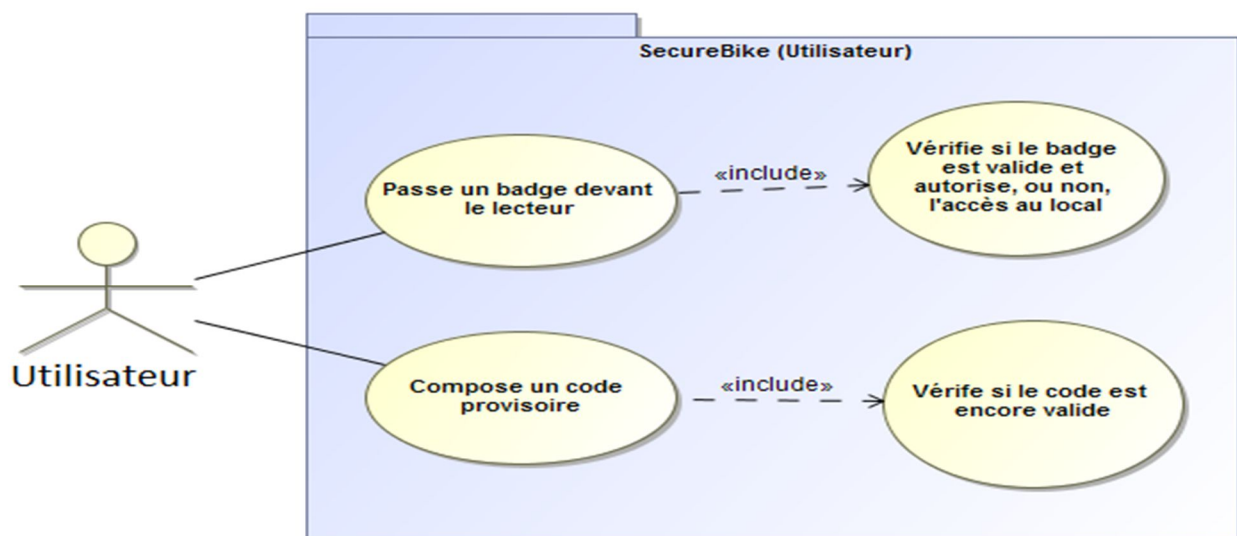 SecureBike (Utilisateur)
Passe un badge devant
le lecteur
«include»
Vérifie si le badge
est valide et
autorise, ou non,
l'accès au local
Utilisateur
Compose un code
provisoire
«include»
Vérife si le code est
encore valide